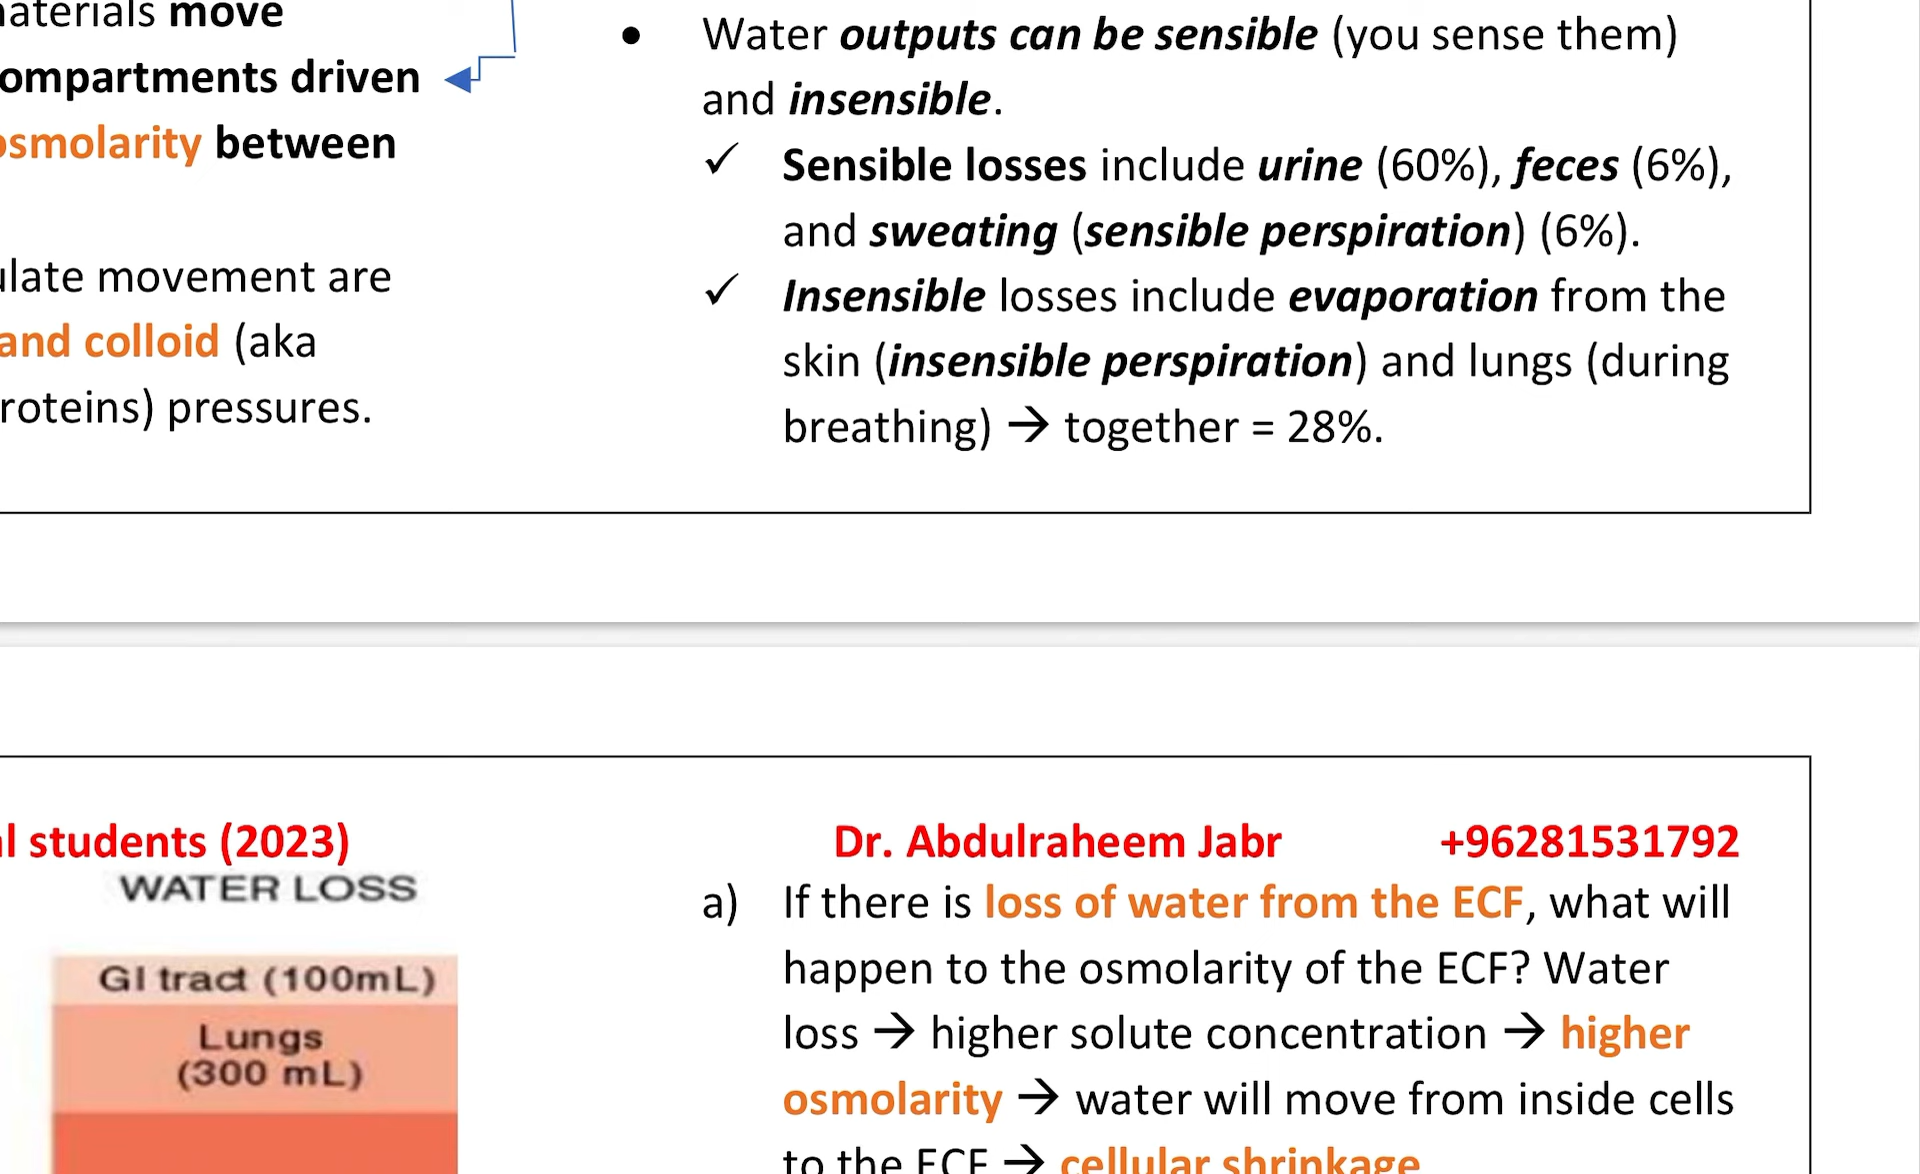 move
driven
between
movement are
and colloid (aka
pressures.
• Water outputs can be sensible (you sense them)
and insensible.
✓ Sensible losses include urine (60%), feces (6%),
and sweating (sensible perspiration) (6%).
✓ Insensible losses include evaporation from the
skin (insensible perspiration) and lungs (during
breathing) → together = 28%.
students (2023)
Dr. Abdulraheem Jabr +96281531792
WATER LOSS
GI tract (100mL)
Lungs
(300 mL)
a) If there is loss of water from the ECF, what will
happen to the osmolarity of the ECF? Water
loss → higher solute concentration → higher
osmolarity → water will move from inside cells
to the ECF → cellular shrinkage